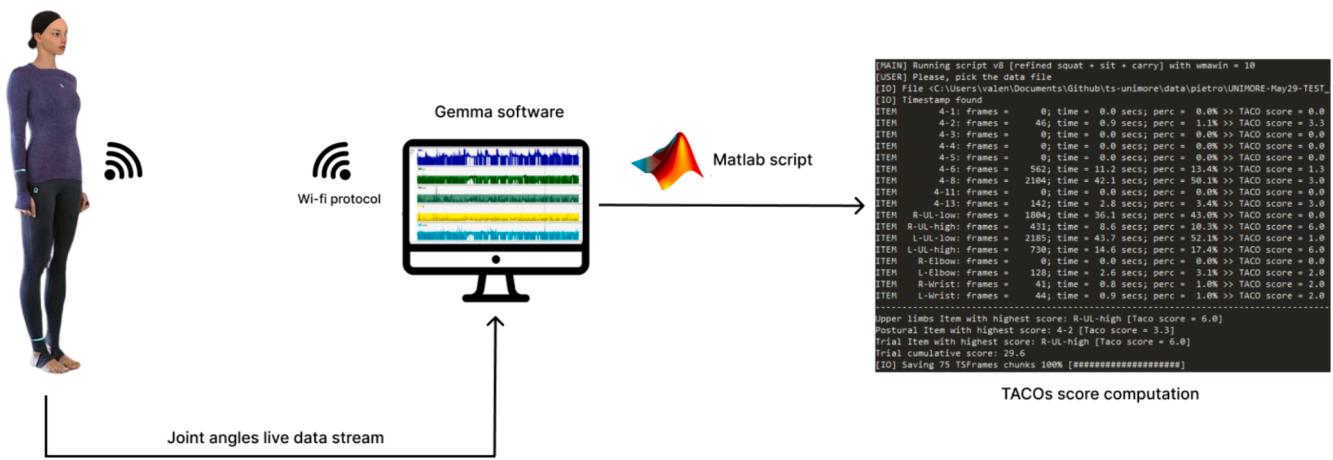 Gemma software
Wi-fi protocol
Matlab script
Joint angles live data stream
[MAIN] Running script v8 [refined squat + sit + carry] with wmawin = 10
[USER] Please, pick the data file
[IO] File <C:\Users\valen\Documents\Github\ts-unimore\data\pietro\UNIMORE-May29-TEST_
[IO] Timestamp found
ITEM 4-1: frames = 0; time = 0.0 secs; perc = 0.0% >> TACO score = 0.0
ITEM 4-2: frames = 46; time = 0.9 secs; perc = 1.1% >> TACO score = 3.3
ITEM 4-3: frames = 0; time = 0.0 secs; perc = 0.0% >> TACO score = 0.0
ITEM 4-4: frames = 0; time = 0.0 secs; perc = 0.0% >> TACO score = 0.0
ITEM 4-5: frames = 0; time = 0.0 secs; perc = 0.0% >> TACO score = 0.0
ITEM 4-6: frames = 562; time = 11.2 secs; perc = 13.4% >> TACO score = 1.3
ITEM 4-8: frames = 2104; time = 42.1 secs; perc = 50.1% >> TACO score = 3.0
ITEM 4-11: frames = 0; time = 0.0 secs; perc = 0.0% >> TACO score = 0.0
ITEM 4-13: frames = 142; time = 2.8 secs; perc = 3.4% >> TACO score = 3.0
ITEM R-UL-low: frames = 1804; time = 36.1 secs; perc = 43.0% >> TACO score = 0.0
ITEM R-UL-high: frames = 431; time = 8.6 secs; perc = 10.3% >> TACO score = 6.0
ITEM L-UL-low: frames = 2185; time = 43.7 secs; perc = 52.1% >> TACO score = 1.0
ITEM L-UL-high: frames = 730; time = 14.6 secs; perc = 17.4% >> TACO score = 6.0
ITEM R-Elbow: frames = 0; time = 0.0 secs; perc = 0.0% >> TACO score = 0.0
ITEM L-Elbow: frames = 128; time = 2.6 secs; perc = 3.1% >> TACO score = 2.0
ITEM R-Wrist: frames = 41; time = 0.8 secs; perc = 1.0% >> TACO score = 2.0
ITEM L-Wrist: frames = 44; time = 0.9 secs; perc = 1.0% >> TACO score = 2.0
Upper limbs Item with highest score: R-UL-high [Taco score = 6.0]
Postural Item with highest score: 4-2 [Taco score = 3.3]
Trial Item with highest score: R-UL-high [Taco score = 6.0]
Trial cumulative score: 29.6
[IO] Saving 75 TSFrames chunks 100% [####################]
TACOs score computation